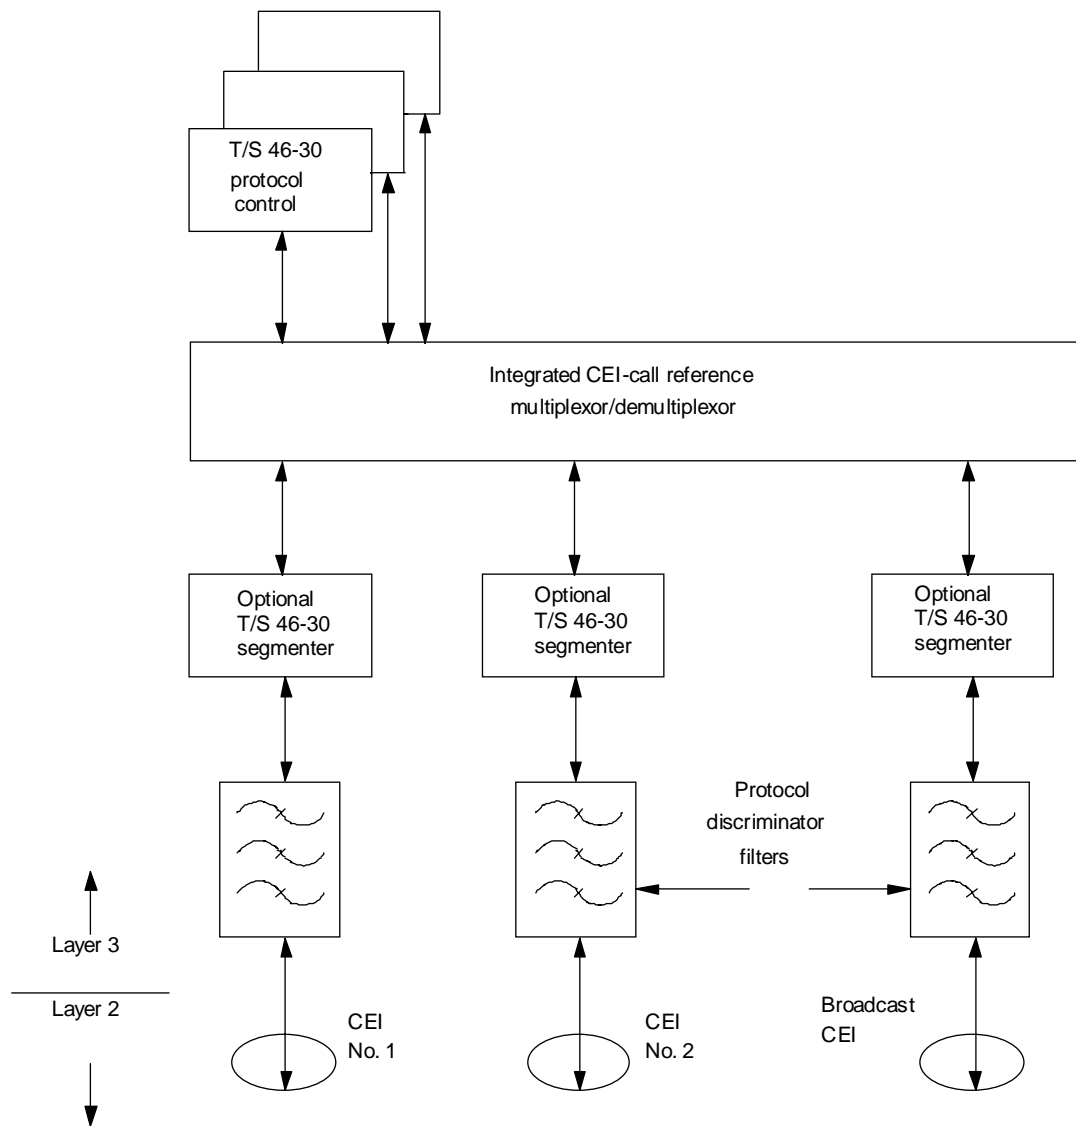 T/S 46-30
protocol
control
Integrated CEI-call reference
multiplexor/demultiplexor
Optional
T/S 46-30
segmenter
Optional
T/S 46-30
segmenter
Optional
T/S 46-30
segmenter
Protocol
discriminator
filters
Layer 3
Layer 2
CEI
No. 1
CEI
No. 2
Broadcast
CEI